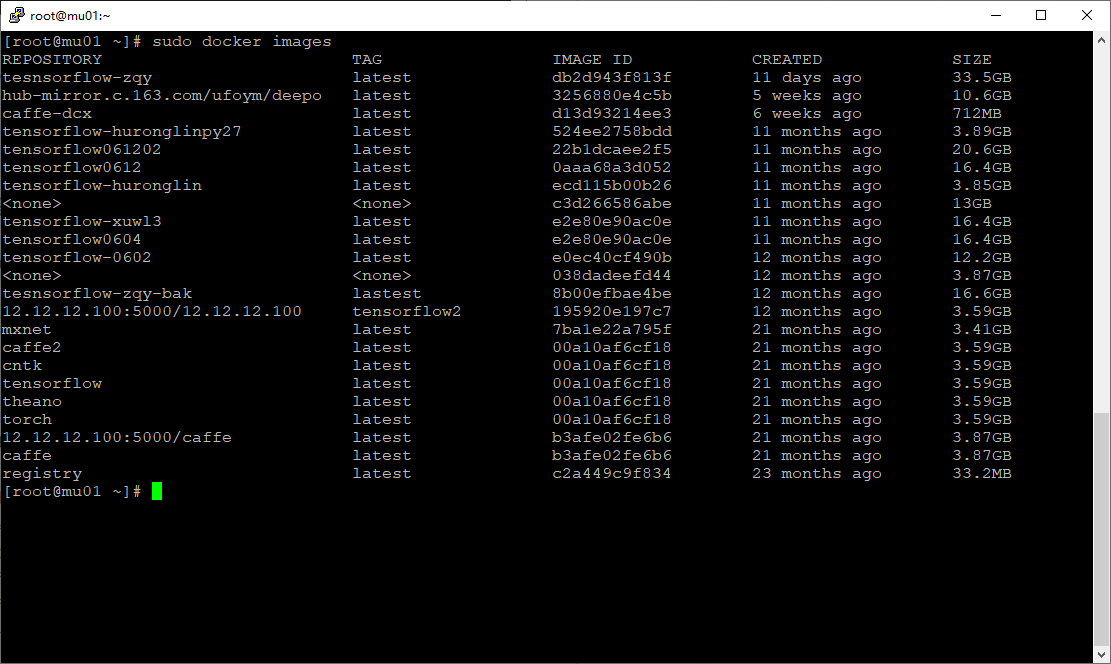 root@mu01:~
[root@mu01 ~]# sudo docker images
REPOSITORY TAG IMAGE ID CREATED SIZE
tesnsorflow-zqy latest db2d943f813f 11 days ago 33.5GB
hub-mirror.c.163.com/ufoym/deepo latest 3256880e4c5b 5 weeks ago 10.6GB
caffe-dcx latest d13d93214ee3 6 weeks ago 712MB
tensorflow-huronglinpy27 latest 524ee2758bdd 11 months ago 3.89GB
tensorflow061202 latest 22b1dcaee2f5 11 months ago 20.6GB
tensorflow0612 latest 0aaa68a3d052 11 months ago 16.4GB
tensorflow-huronglin latest ecd115b00b26 11 months ago 3.85GB
<none> <none> c3d266586abe 11 months ago 13GB
tensorflow-xuwl3 latest e2e80e90ac0e 11 months ago 16.4GB
tensorflow0604 latest e2e80e90ac0e 11 months ago 16.4GB
tensorflow-0602 latest e0ec40cf490b 12 months ago 12.2GB
<none> <none> 038dadeefd44 12 months ago 3.87GB
tesnsorflow-zqy-bak lastest 8b00efbae4be 12 months ago 16.6GB
12.12.12.100:5000/12.12.12.100 tensorflow2 195920e197c7 12 months ago 3.59GB
mxnet latest 7ba1e22a795f 21 months ago 3.41GB
caffe2 latest 00a10af6cf18 21 months ago 3.59GB
cntk latest 00a10af6cf18 21 months ago 3.59GB
tensorflow latest 00a10af6cf18 21 months ago 3.59GB
theano latest 00a10af6cf18 21 months ago 3.59GB
torch latest 00a10af6cf18 21 months ago 3.59GB
12.12.12.100:5000/caffe latest b3afe02fe6b6 21 months ago 3.87GB
caffe latest b3afe02fe6b6 21 months ago 3.87GB
registry latest c2a449c9f834 23 months ago 33.2MB
[root@mu01 ~]#